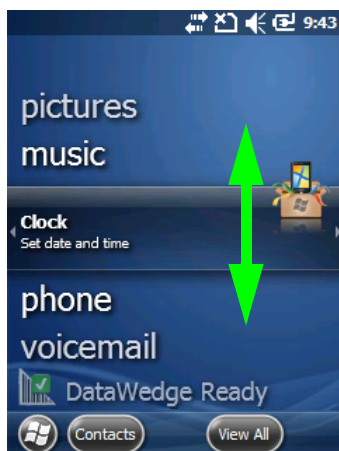 9:43
pictures
music
Clock
Set date and time
phone
voicemail
DataWedge Ready
Contacts
View All